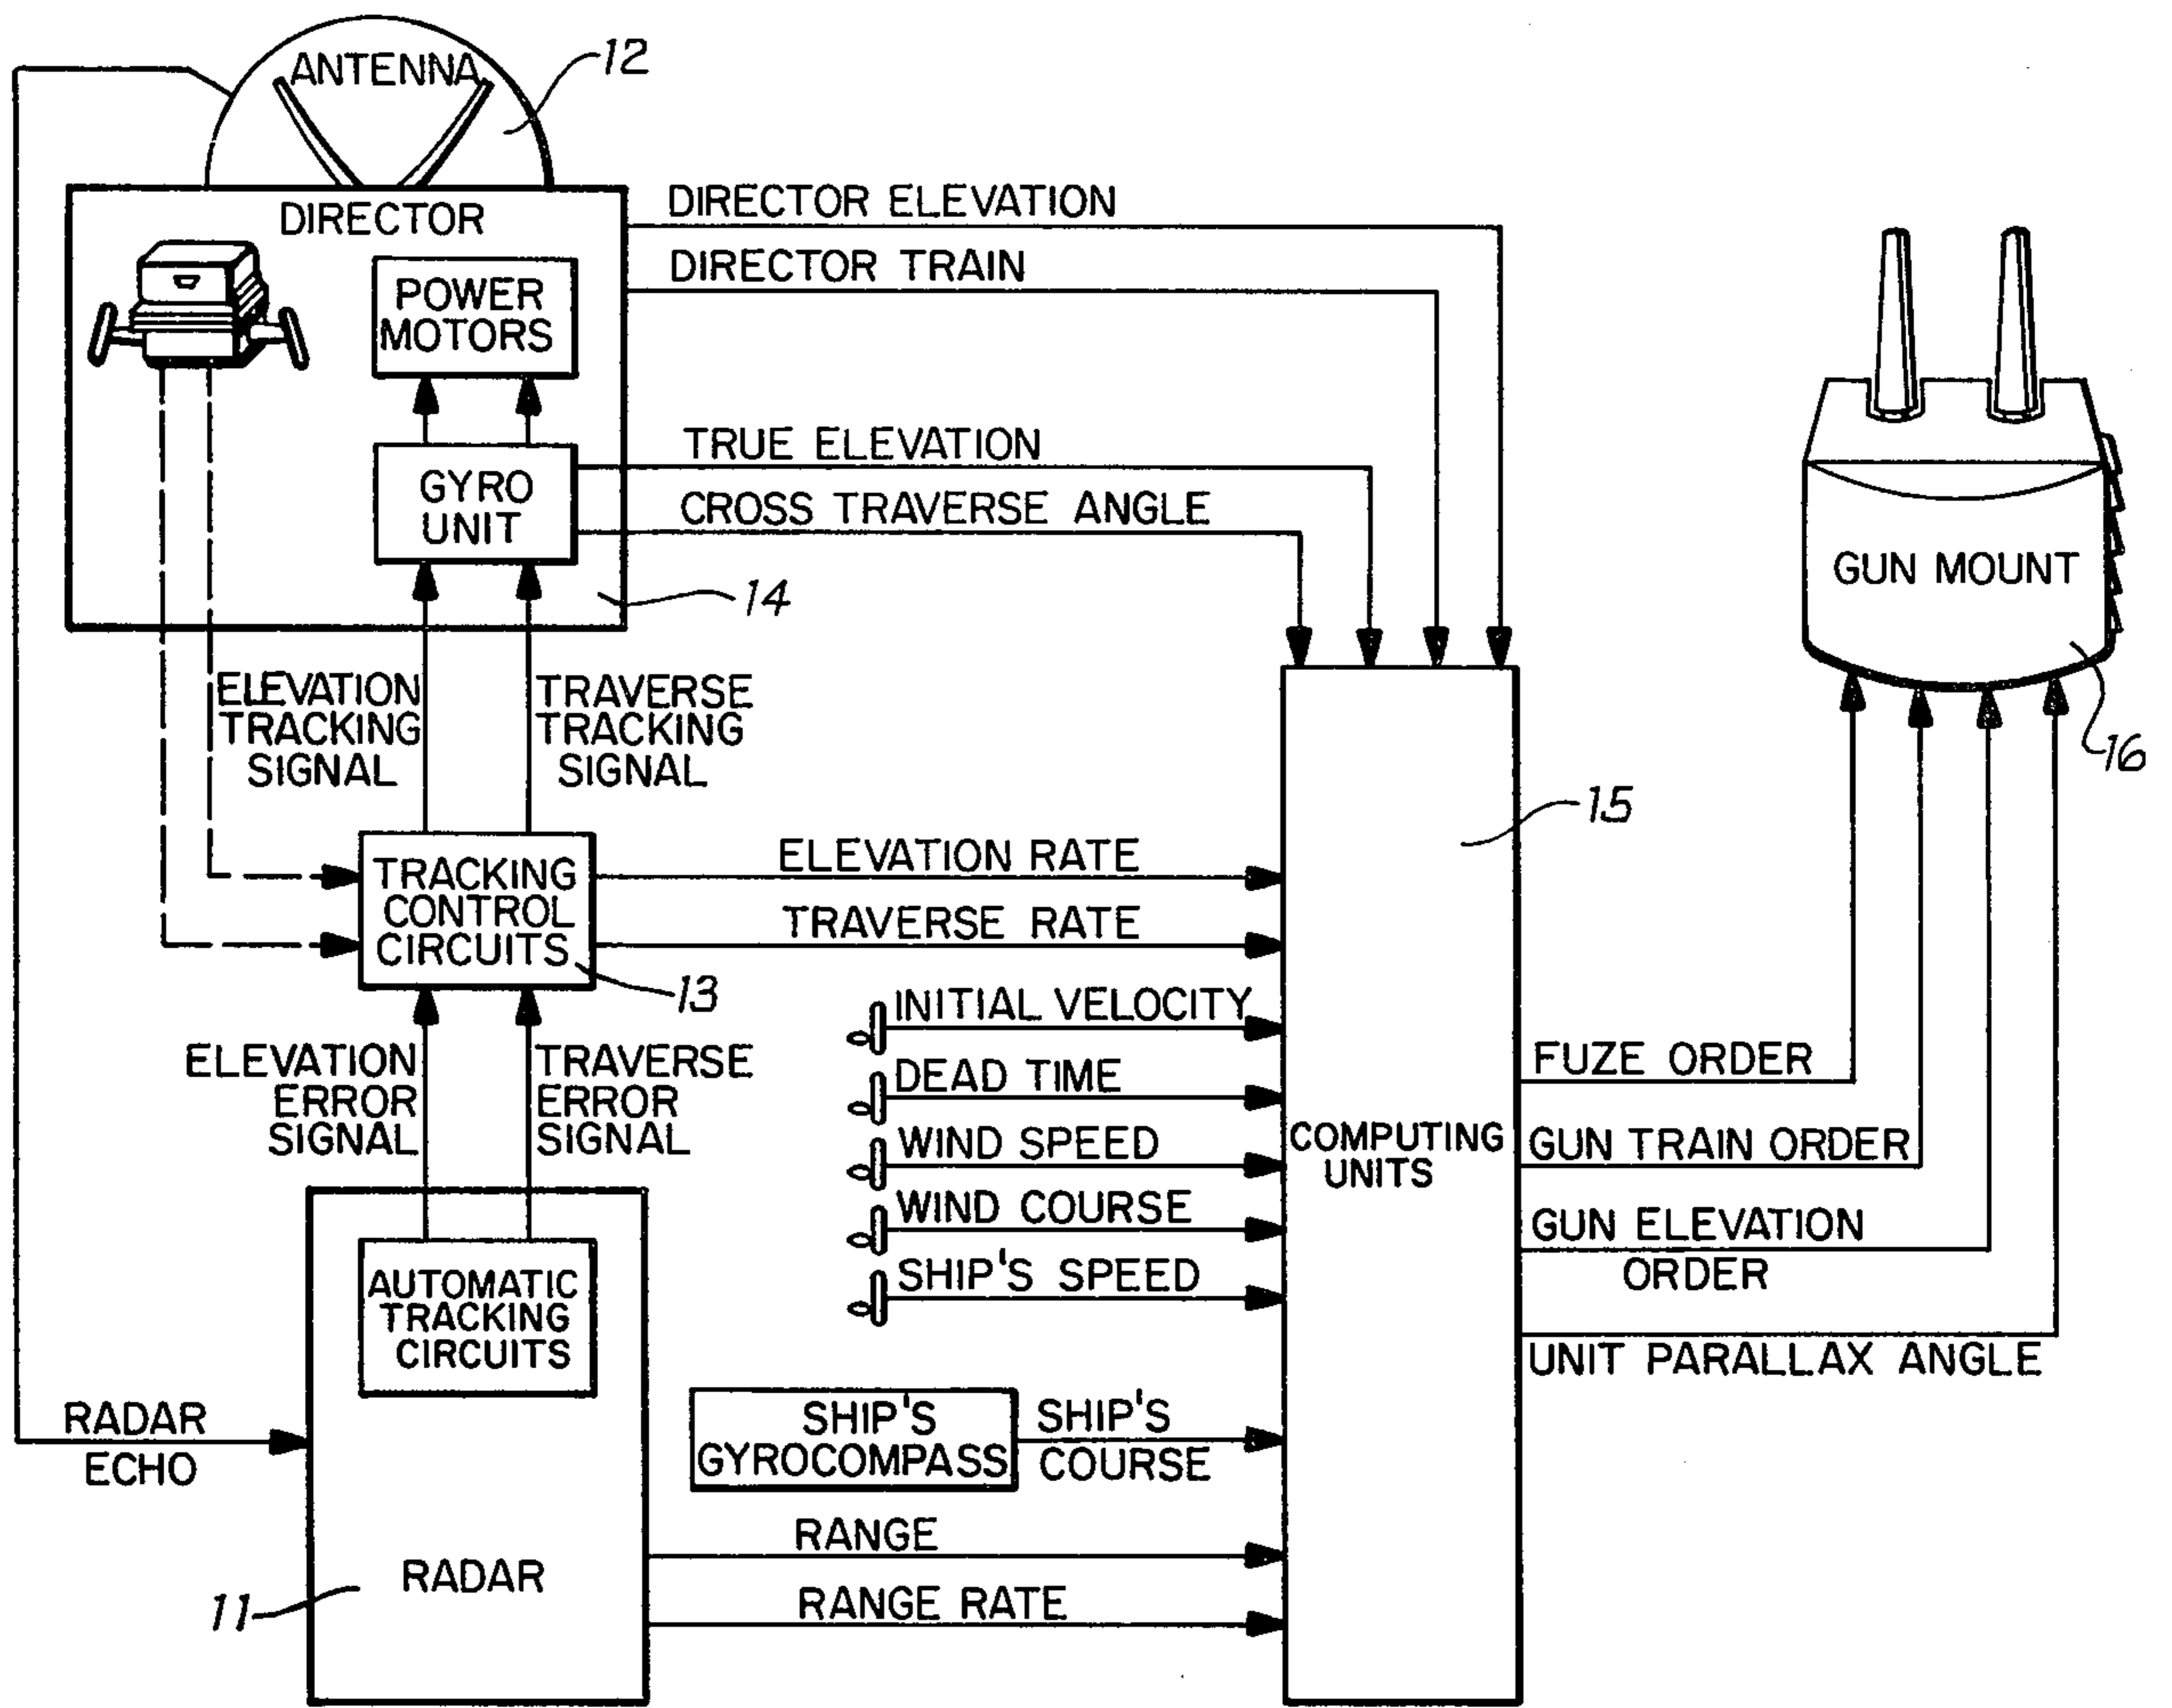 ANTENNA
12
DIRECTOR
POWER
MOTORS
GYRO
UNIT
14
DIRECTOR ELEVATION
DIRECTOR TRAIN
TRUE ELEVATION
CROSS TRAVERSE ANGLE
GUN MOUNT
16
ELEVATION
TRACKING
SIGNAL
TRAVERSE
TRACKING
SIGNAL
TRACKING
CONTROL
CIRCUITS
13
ELEVATION RATE
TRAVERSE RATE
15
INITIAL VELOCITY
DEAD TIME
WIND SPEED
WIND COURSE
SHIP'S SPEED
COMPUTING
UNITS
FUZE ORDER
GUN TRAIN ORDER
GUN ELEVATION
ORDER
UNIT PARALLAX ANGLE
ELEVATION
ERROR
SIGNAL
TRAVERSE
ERROR
SIGNAL
AUTOMATIC
TRACKING
CIRCUITS
RADAR
ECHO
SHIP'S
GYROCOMPASS
SHIP'S
COURSE
RANGE
RANGE RATE
RADAR
11